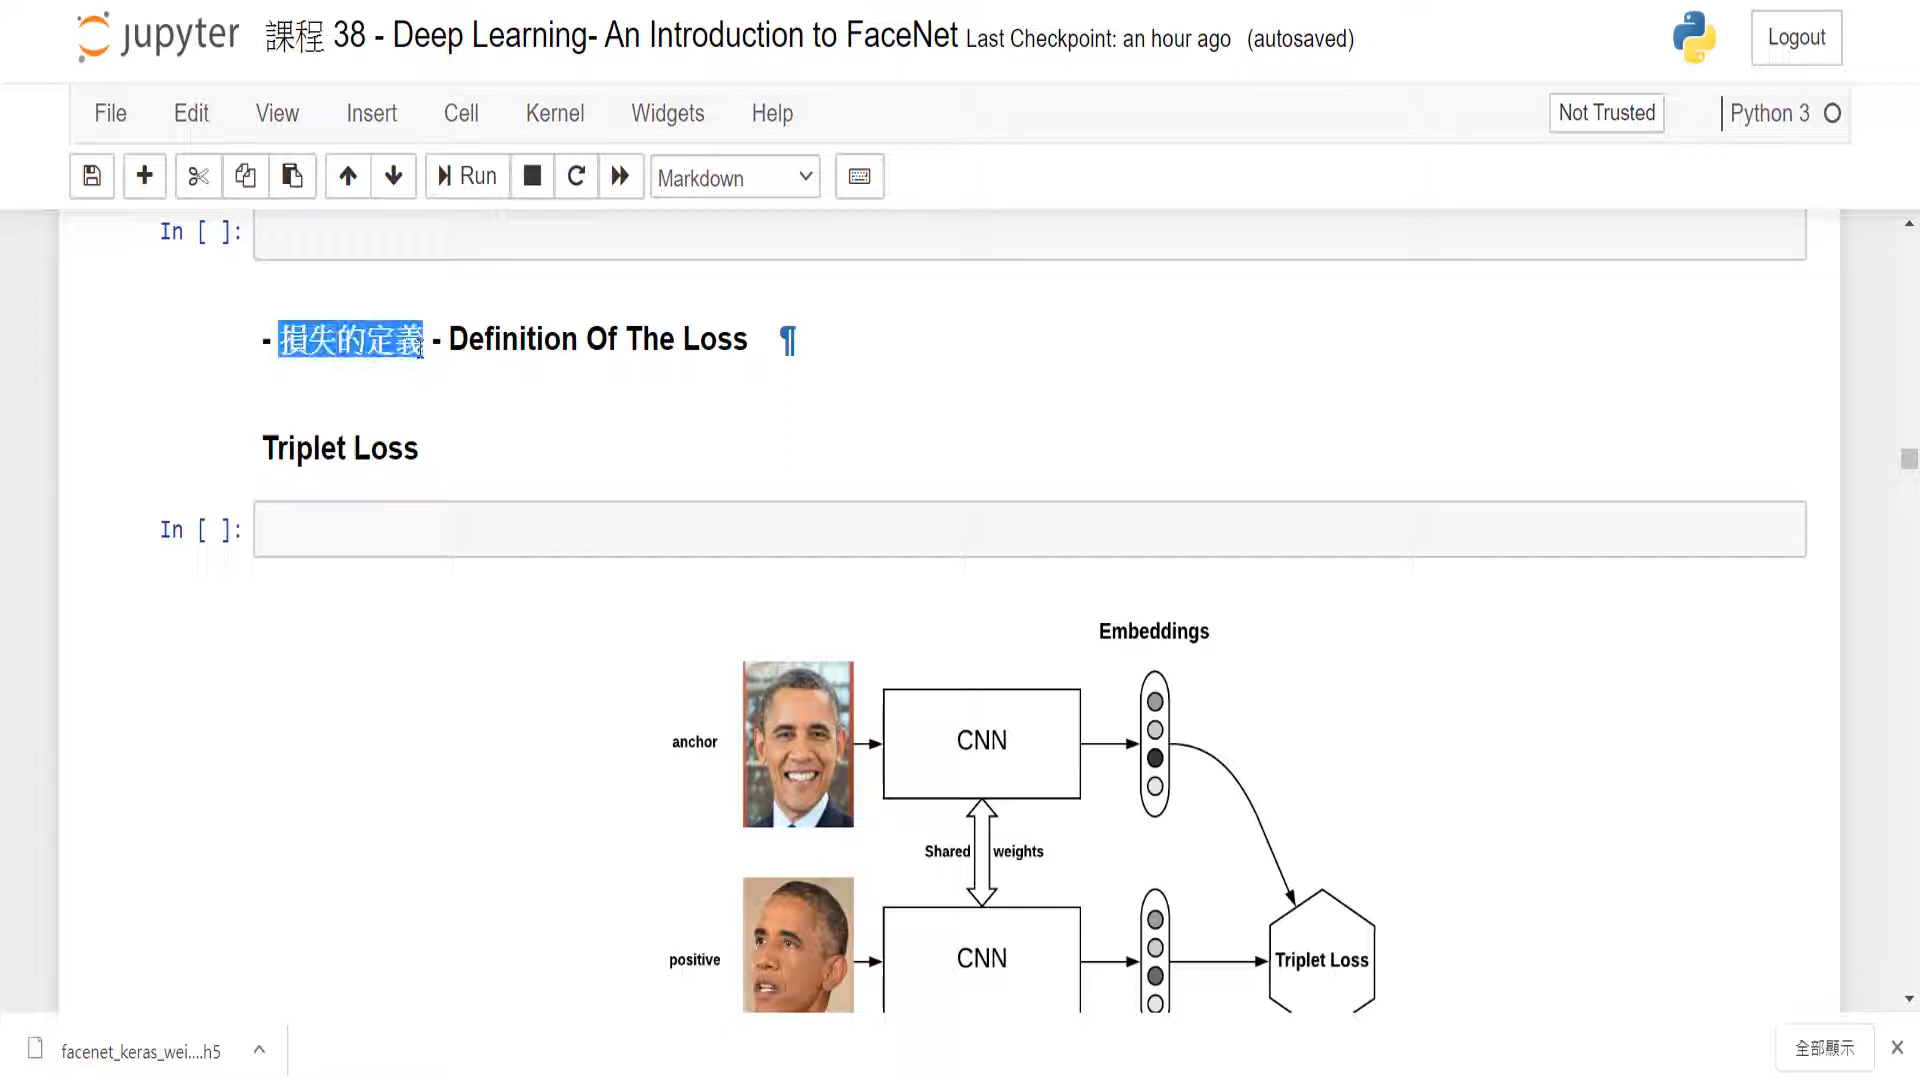 jupyter 課程 38 - Deep Learning- An Introduction to FaceNet Last Checkpoint: an hour ago (autosaved) Logout
File Edit View Insert Cell Kernel Widgets Help Not Trusted Python 3
Run Markdown
In [ ]:
- 損失的定義 - Definition Of The Loss ¶
Triplet Loss
In [ ]:
Embeddings
anchor CNN
Shared weights
positive CNN Triplet Loss
facenet_keras_wei....h5 全部顯示